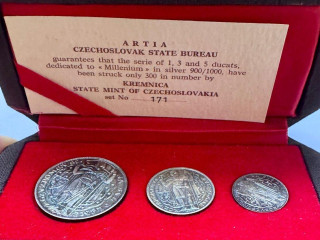 ARTIA
CZECHOSLOVAK STATE BUREAU
guarantees that the serie of 1, 3 and 5 ducats,
dedicated to « Millenium » in silver 900/1000, have
been struck only 300 in number by
KREMNICA
STATE MINT OF CZECHOSLOVAKIA
set No 171